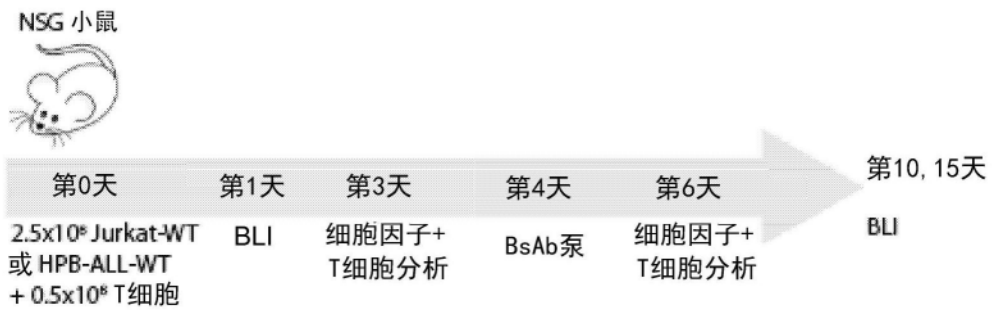 NSG 小鼠
第0天
第1天
第3天
第4天
第6天
第10, 15天
2.5x10⁶ Jurkat-WT
或 HPB-ALL-WT
+ 0.5x10⁶ T细胞
BLI
细胞因子+
T细胞分析
BsAb泵
细胞因子+
T细胞分析
BLI